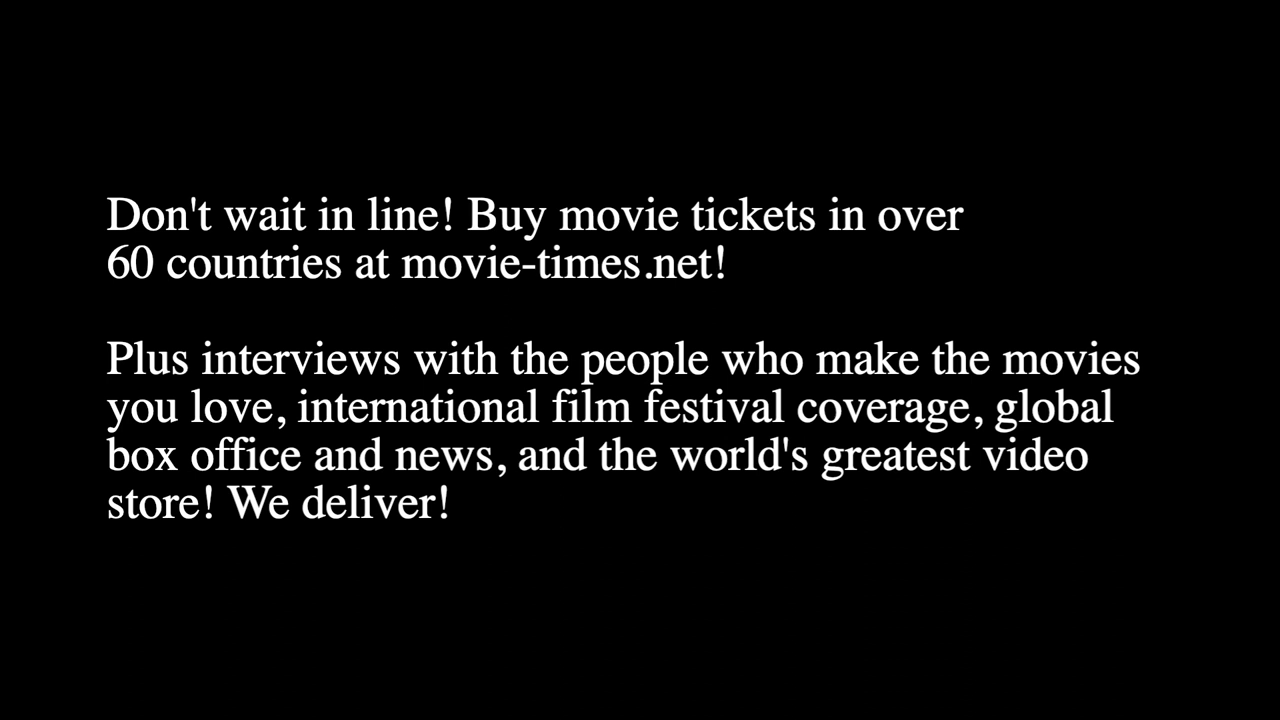 Don't wait in line! Buy movie tickets in over
60 countries at movie-times.net!
Plus interviews with the people who make the movies
you love, international film festival coverage, global
box office and news, and the world's greatest video
store! We deliver!